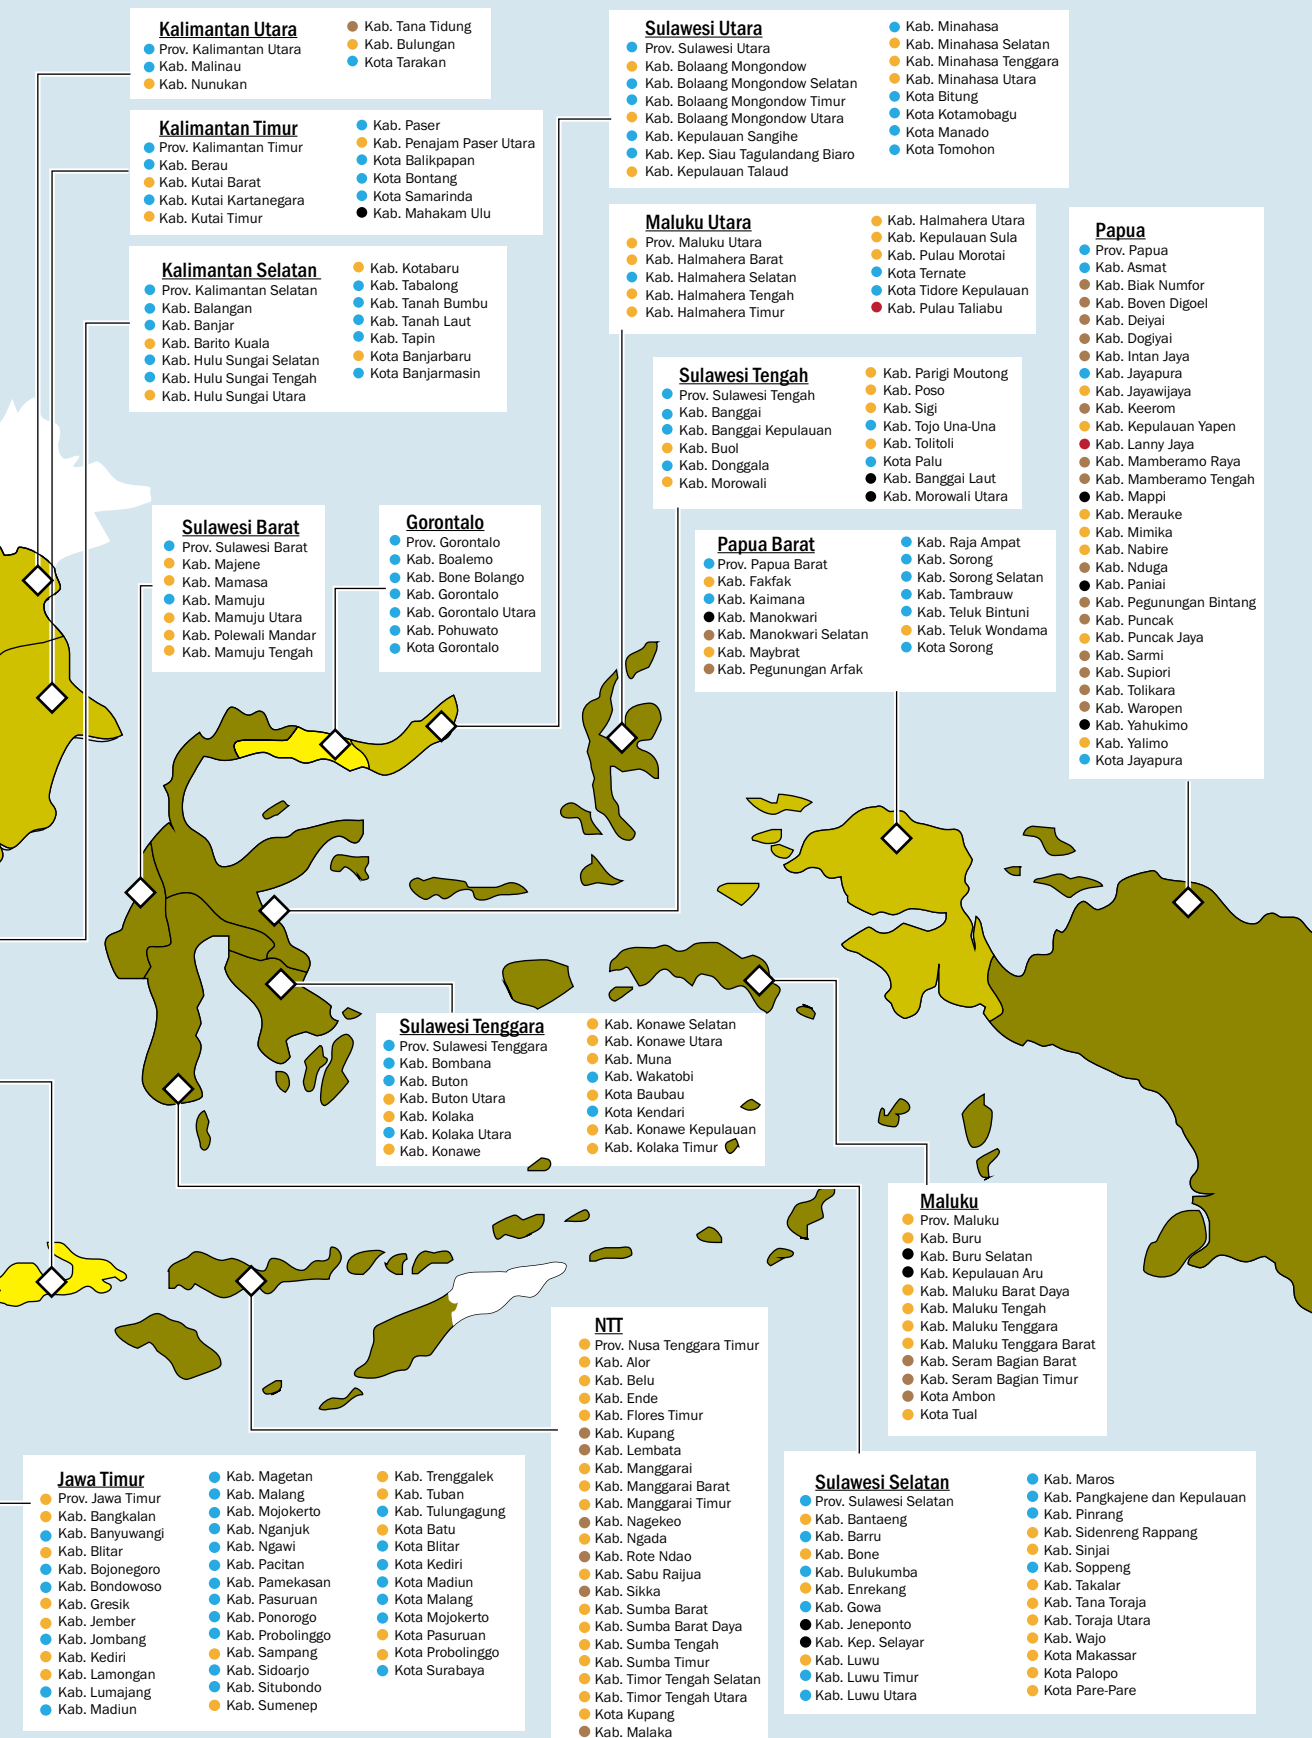 Kalimantan Utara
Prov. Kalimantan Utara
Kab. Malinau
Kab. Nunukan
Kab. Tana Tidung
Kab. Bulungan
Kota Tarakan
Kalimantan Timur
Prov. Kalimantan Timur
Kab. Berau
Kab. Kutai Barat
Kab. Kutai Kartanegara
Kab. Kutai Timur
Kab. Paser
Kab. Penajam Paser Utara
Kota Balikpapan
Kota Bontang
Kota Samarinda
Kab. Mahakam Ulu
Kalimantan Selatan
Prov. Kalimantan Selatan
Kab. Balangan
Kab. Banjar
Kab. Barito Kuala
Kab. Hulu Sungai Selatan
Kab. Hulu Sungai Tengah
Kab. Hulu Sungai Utara
Kab. Kotabaru
Kab. Tabalong
Kab. Tanah Bumbu
Kab. Tanah Laut
Kab. Tapin
Kota Banjarbaru
Kota Banjarmasin
Sulawesi Utara
Prov. Sulawesi Utara
Kab. Bolaang Mongondow
Kab. Bolaang Mongondow Selatan
Kab. Bolaang Mongondow Timur
Kab. Bolaang Mongondow Utara
Kab. Kepulauan Sangihe
Kab. Kep. Siau Tagulandang Biaro
Kab. Kepulauan Talaud
Kab. Minahasa
Kab. Minahasa Selatan
Kab. Minahasa Tenggara
Kab. Minahasa Utara
Kota Bitung
Kota Kotamobagu
Kota Manado
Kota Tomohon
Maluku Utara
Prov. Maluku Utara
Kab. Halmahera Barat
Kab. Halmahera Selatan
Kab. Halmahera Tengah
Kab. Halmahera Timur
Kab. Halmahera Utara
Kab. Kepulauan Sula
Kab. Pulau Morotai
Kota Ternate
Kota Tidore Kepulauan
Kab. Pulau Taliabu
Papua
Prov. Papua
Kab. Asmat
Kab. Biak Numfor
Kab. Boven Digoel
Kab. Deiyai
Kab. Dogiyai
Kab. Intan Jaya
Kab. Jayapura
Kab. Jayawijaya
Kab. Keerom
Kab. Kepulauan Yapen
Kab. Lanny Jaya
Kab. Mamberamo Raya
Kab. Mamberamo Tengah
Kab. Mappi
Kab. Merauke
Kab. Mimika
Kab. Nabire
Kab. Nduga
Kab. Paniai
Kab. Pegunungan Bintang
Kab. Puncak
Kab. Puncak Jaya
Kab. Sarmi
Kab. Supiori
Kab. Tolikara
Kab. Waropen
Kab. Yahukimo
Kab. Yalimo
Kota Jayapura
Sulawesi Tengah
Prov. Sulawesi Tengah
Kab. Banggai
Kab. Banggai Kepulauan
Kab. Buol
Kab. Donggala
Kab. Morowali
Kab. Parigi Moutong
Kab. Poso
Kab. Sigi
Kab. Tojo Una-Una
Kab. Tolitoli
Kota Palu
Kab. Banggai Laut
Kab. Morowali Utara
Sulawesi Barat
Prov. Sulawesi Barat
Kab. Majene
Kab. Mamasa
Kab. Mamuju
Kab. Mamuju Utara
Kab. Polewali Mandar
Kab. Mamuju Tengah
Gorontalo
Prov. Gorontalo
Kab. Boalemo
Kab. Bone Bolango
Kab. Gorontalo
Kab. Gorontalo Utara
Kab. Pohuwato
Kota Gorontalo
Papua Barat
Prov. Papua Barat
Kab. Fakfak
Kab. Kaimana
Kab. Manokwari
Kab. Manokwari Selatan
Kab. Maybrat
Kab. Pegunungan Arfak
Kab. Raja Ampat
Kab. Sorong
Kab. Sorong Selatan
Kab. Tambrauw
Kab. Teluk Bintuni
Kab. Teluk Wondama
Kota Sorong
Sulawesi Tenggara
Prov. Sulawesi Tenggara
Kab. Bombana
Kab. Buton
Kab. Buton Utara
Kab. Kolaka
Kab. Kolaka Utara
Kab. Konawe
Kab. Konawe Selatan
Kab. Konawe Utara
Kab. Muna
Kab. Wakatobi
Kota Baubau
Kota Kendari
Kab. Konawe Kepulauan
Kab. Kolaka Timur
Maluku
Prov. Maluku
Kab. Buru
Kab. Buru Selatan
Kab. Kepulauan Aru
Kab. Maluku Barat Daya
Kab. Maluku Tengah
Kab. Maluku Tenggara
Kab. Maluku Tenggara Barat
Kab. Seram Bagian Barat
Kab. Seram Bagian Timur
Kota Ambon
Kota Tual
NTT
Prov. Nusa Tenggara Timur
Kab. Alor
Kab. Belu
Kab. Ende
Kab. Flores Timur
Kab. Kupang
Kab. Lembata
Kab. Manggarai
Kab. Manggarai Barat
Kab. Manggarai Timur
Kab. Nagekeo
Kab. Ngada
Kab. Rote Ndao
Kab. Sabu Raijua
Kab. Sikka
Kab. Sumba Barat
Kab. Sumba Barat Daya
Kab. Sumba Tengah
Kab. Sumba Timur
Kab. Timor Tengah Selatan
Kab. Timor Tengah Utara
Kota Kupang
Kab. Malaka
Jawa Timur
Prov. Jawa Timur
Kab. Bangkalan
Kab. Banyuwangi
Kab. Blitar
Kab. Bojonegoro
Kab. Bondowoso
Kab. Gresik
Kab. Jember
Kab. Jombang
Kab. Kediri
Kab. Lamongan
Kab. Lumajang
Kab. Madiun
Kab. Magetan
Kab. Malang
Kab. Mojokerto
Kab. Nganjuk
Kab. Ngawi
Kab. Pacitan
Kab. Pamekasan
Kab. Pasuruan
Kab. Ponorogo
Kab. Probolinggo
Kab. Sampang
Kab. Sidoarjo
Kab. Situbondo
Kab. Sumenep
Kab. Trenggalek
Kab. Tuban
Kab. Tulungagung
Kota Batu
Kota Blitar
Kota Kediri
Kota Madiun
Kota Malang
Kota Mojokerto
Kota Pasuruan
Kota Probolinggo
Kota Surabaya
Sulawesi Selatan
Prov. Sulawesi Selatan
Kab. Bantaeng
Kab. Barru
Kab. Bone
Kab. Bulukumba
Kab. Enrekang
Kab. Gowa
Kab. Jeneponto
Kab. Kep. Selayar
Kab. Luwu
Kab. Luwu Timur
Kab. Luwu Utara
Kab. Maros
Kab. Pangkajene dan Kepulauan
Kab. Pinrang
Kab. Sidenreng Rappang
Kab. Sinjai
Kab. Soppeng
Kab. Takalar
Kab. Tana Toraja
Kab. Toraja Utara
Kab. Wajo
Kota Makassar
Kota Palopo
Kota Pare-Pare